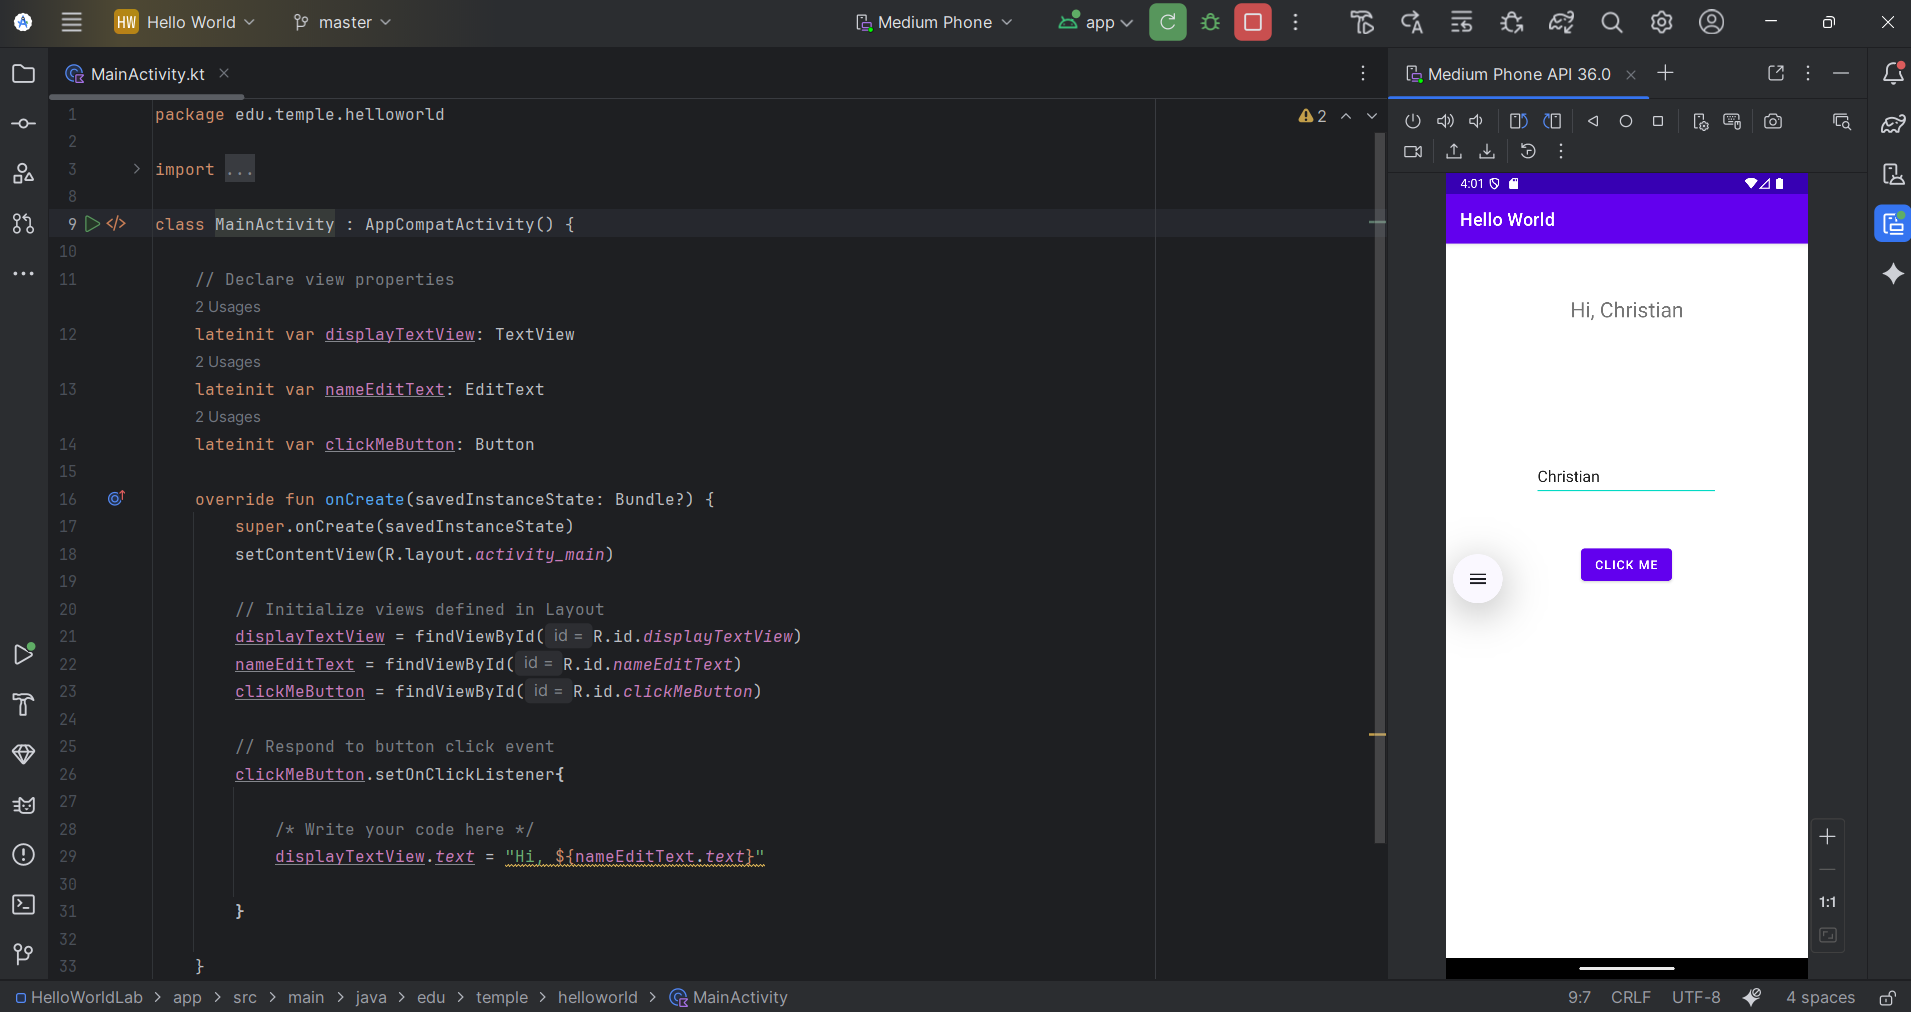 HW Hello World master Medium Phone app
MainActivity.kt
Medium Phone API 36.0
1 package edu.temple.helloworld
2
2
3 import ...
8
9 class MainActivity : AppCompatActivity() {
10
11 // Declare view properties
2 Usages
12 lateinit var displayTextView: TextView
2 Usages
13 lateinit var nameEditText: EditText
2 Usages
14 lateinit var clickMeButton: Button
15
16 override fun onCreate(savedInstanceState: Bundle?) {
17 super.onCreate(savedInstanceState)
18 setContentView(R.layout.activity_main)
19
20 // Initialize views defined in Layout
21 displayTextView = findViewById( id = R.id.displayTextView)
22 nameEditText = findViewById( id = R.id.nameEditText)
23 clickMeButton = findViewById( id = R.id.clickMeButton)
24
25 // Respond to button click event
26 clickMeButton.setOnClickListener{
27
28 /* Write your code here */
29 displayTextView.text = "Hi, ${nameEditText.text}"
30
31 }
32
33 }
4:01
Hello World
Hi, Christian
Christian
CLICK ME
1:1
HelloWorldLab > app > src > main > java > edu > temple > helloworld > MainActivity
9:7 CRLF UTF-8 4 spaces